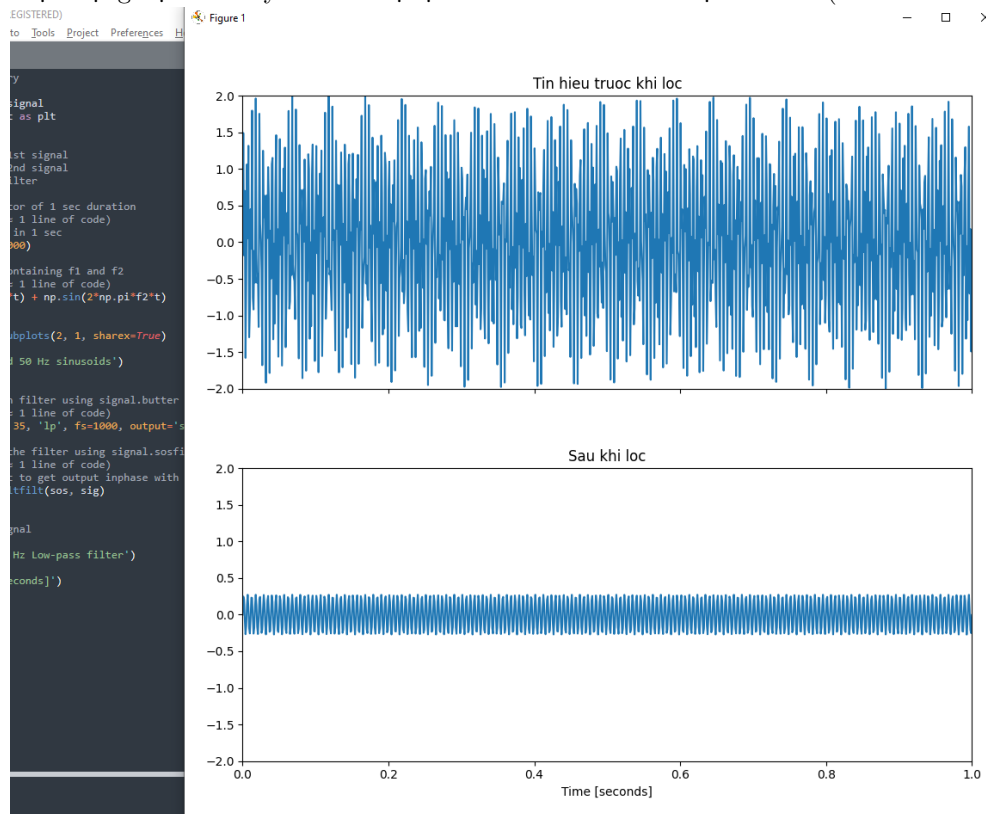 EGISTERED)
to Tools Project Preferences H
ry
signal
t as plt
1st signal
2nd signal
ilter
tor of 1 sec duration
= 1 line of code)
in 1 sec
000)
ontaining f1 and f2
= 1 line of code)
*t) + np.sin(2*np.pi*f2*t)
ubplots(2, 1, sharex=True)
d 50 Hz sinusoids')
n filter using signal.butter
= 1 line of code)
35, 'lp', fs=1000, output='s
the filter using signal.sosfi
= 1 line of code)
t to get output inphase with
tfilt(sos, sig)
gnal
Hz Low-pass filter')
econds]')
Figure 1
Tin hieu truoc khi loc
2.0
1.5
1.0
0.5
0.0
−0.5
−1.0
−1.5
−2.0
Sau khi loc
2.0
1.5
1.0
0.5
0.0
−0.5
−1.0
−1.5
−2.0
0.0 0.2 0.4 0.6 0.8 1.0
Time [seconds]